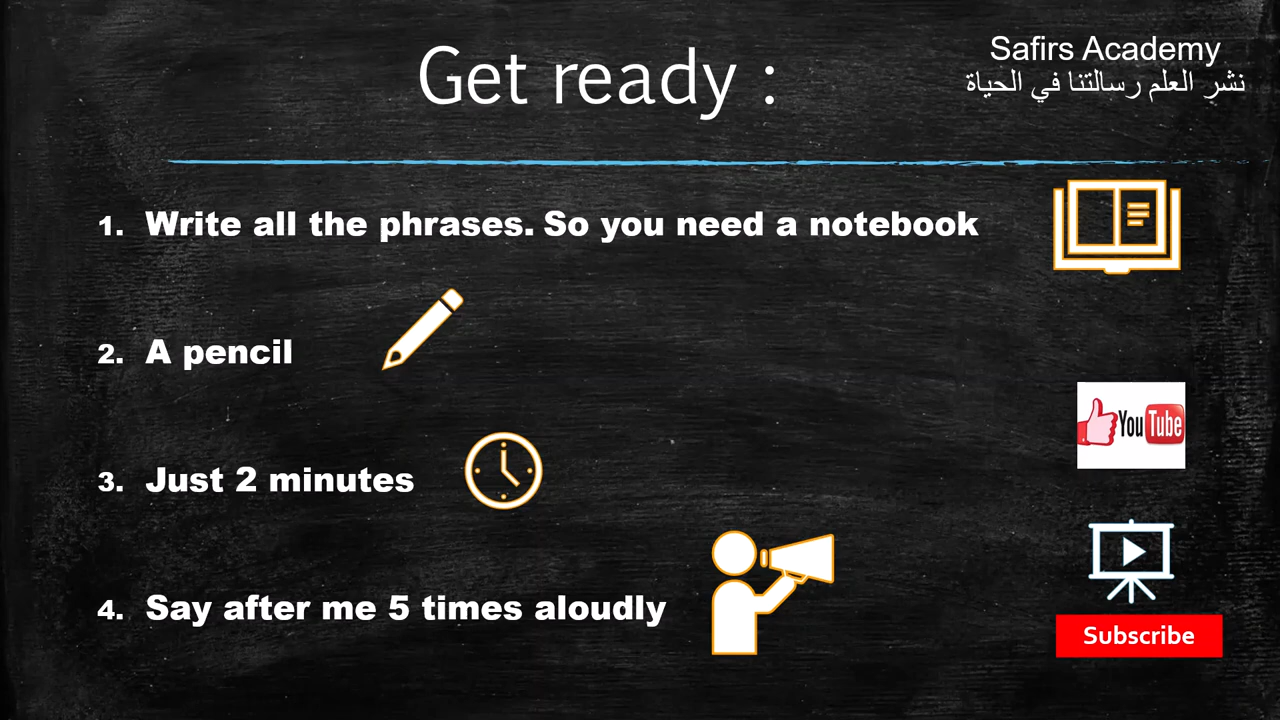 Get ready :
Safirs Academy
نشر العلم رسالتنا في الحياة
1. Write all the phrases. So you need a notebook
2. A pencil
YouTube
3. Just 2 minutes
4. Say after me 5 times aloudly
Subscribe